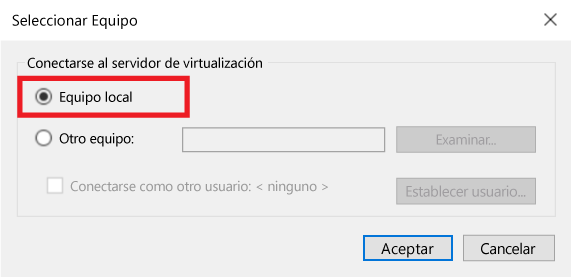 Seleccionar Equipo
Conectarse al servidor de virtualización
Equipo local
Otro equipo:
Examinar...
Conectarse como otro usuario: < ninguno >
Establecer usuario...
Aceptar
Cancelar